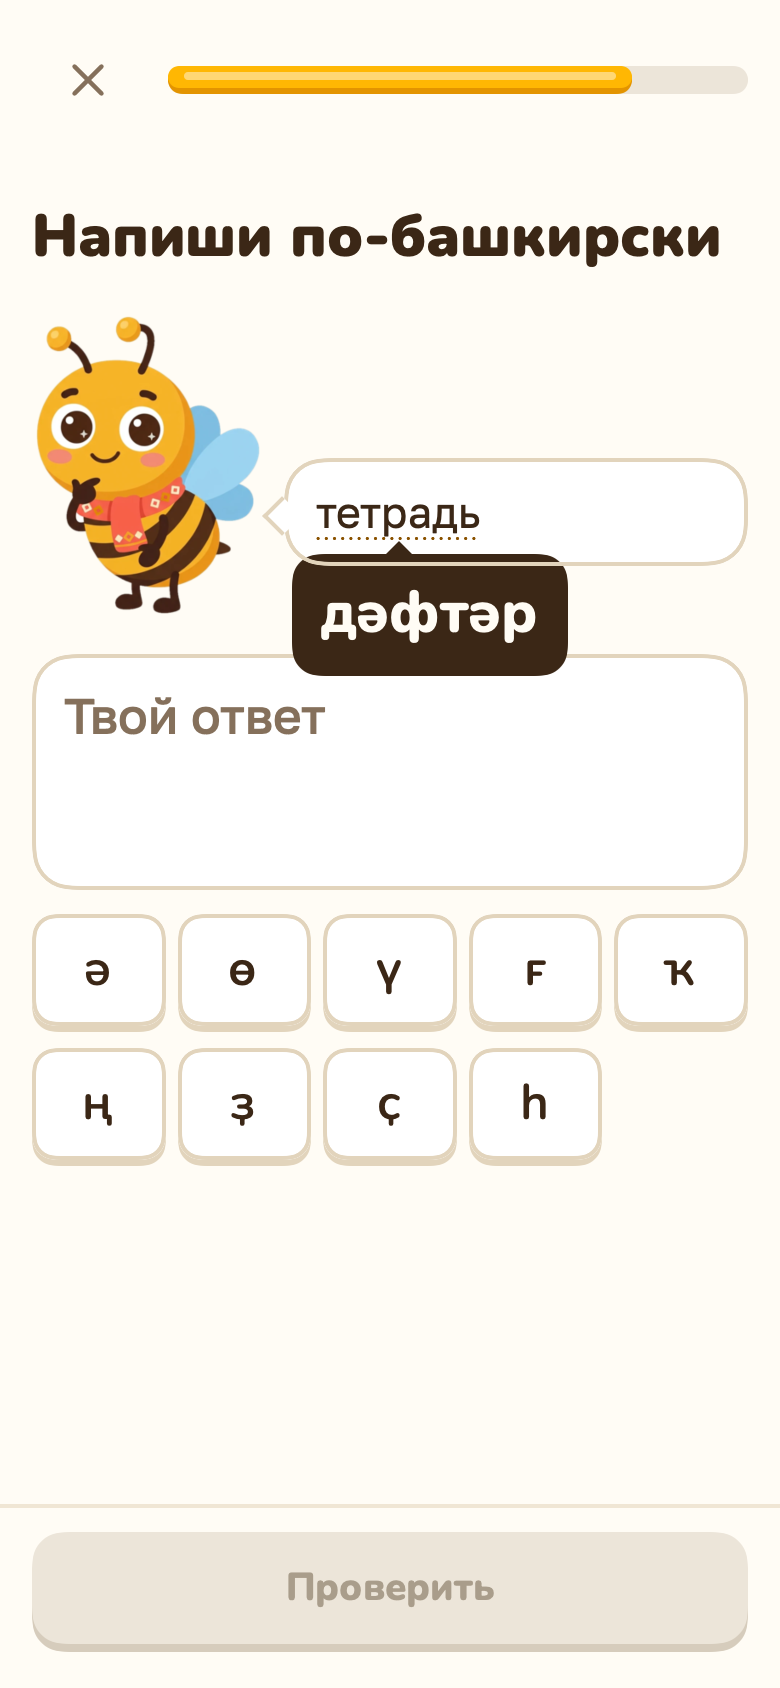 Напиши по-башкирски
тетрадь
дәфтәр
Твой ответ
ә ө ү ғ ҡ
ң ҙ ҫ һ
Проверить